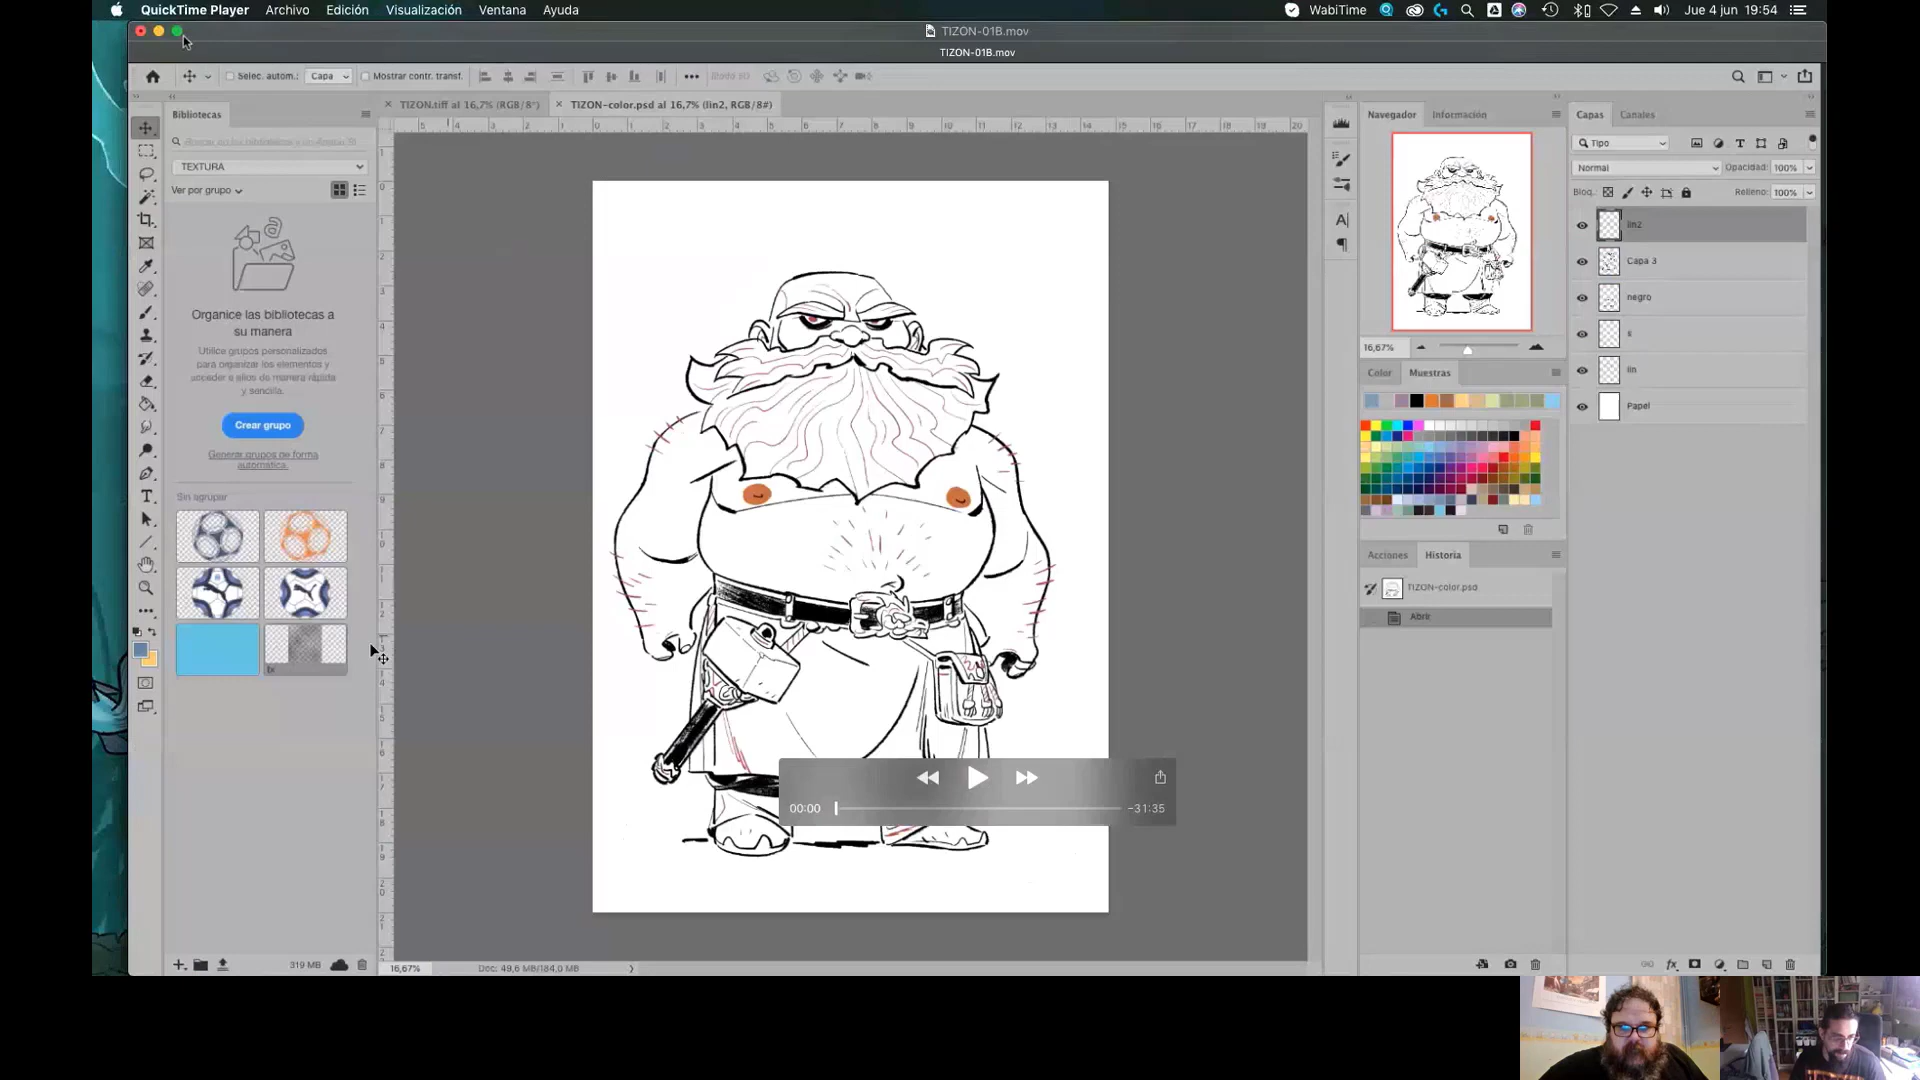 QuickTime Player Archivo Edición Visualización Ventana Ayuda WabiTime Jue 4 jun 19:54
TIZON-01B.mov
TIZON-01B.mov
Selec. autom.: Capa Mostrar contr. transf. Modo 3D
Bibliotecas
TIZON.tiff al 16,7% (RGB/8*) TIZON-color.psd al 16,7% (lin2, RGB/8#)
Navegador Información
Capas Canales
TEXTURA
Ver por grupo
Organice las bibliotecas a
su manera
Utilice grupos personalizados
para organizar los elementos y
acceder a ellos de manera rápida
y sencilla.
Crear grupo
Generar grupos de forma
automática.
Sin agrupar
319 MB
16,67% Doc: 49,6 MB/184,0 MB
00:00 -31:35
16,67%
Color Muestras
Acciones Historia
TIZON-color.psd
Abrir
Tipo
Normal Opacidad: 100%
Bloq.: Relleno: 100%
lin2
Capa 3
negro
li
lin
Papel
fx